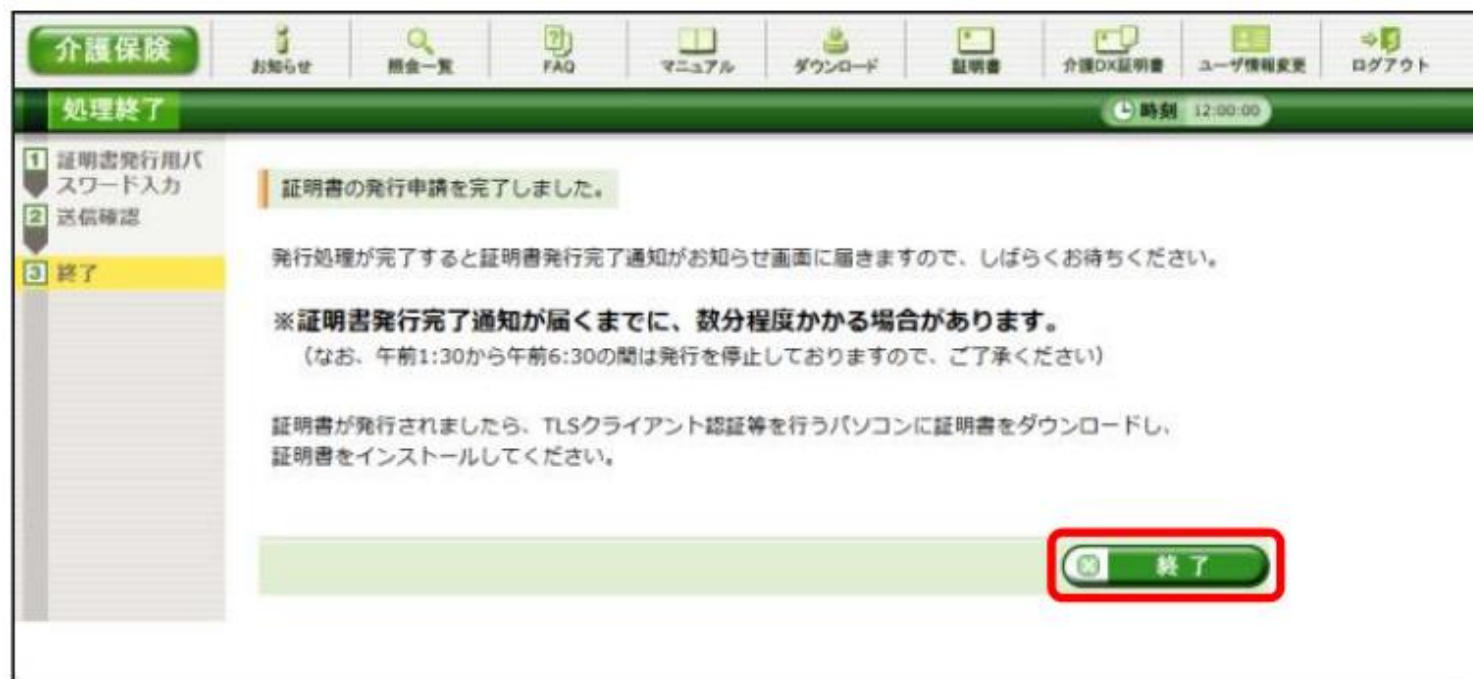 介護保険
お知らせ
照会一覧
FAQ
マニュアル
ダウンロード
証明書
介護DX証明書
ユーザ情報変更
ログアウト
処理終了
時刻 12:00:00
1 証明書発行用パ
スワード入力
2 送信確認
3 終了
証明書の発行申請を完了しました。
発行処理が完了すると証明書発行完了通知がお知らせ画面に届きますので、しばらくお待ちください。
※証明書発行完了通知が届くまでに、数分程度かかる場合があります。
（なお、午前1:30から午前6:30の間は発行を停止しておりますので、ご了承ください）
証明書が発行されましたら、TLSクライアント認証等を行うパソコンに証明書をダウンロードし、
証明書をインストールしてください。
終了